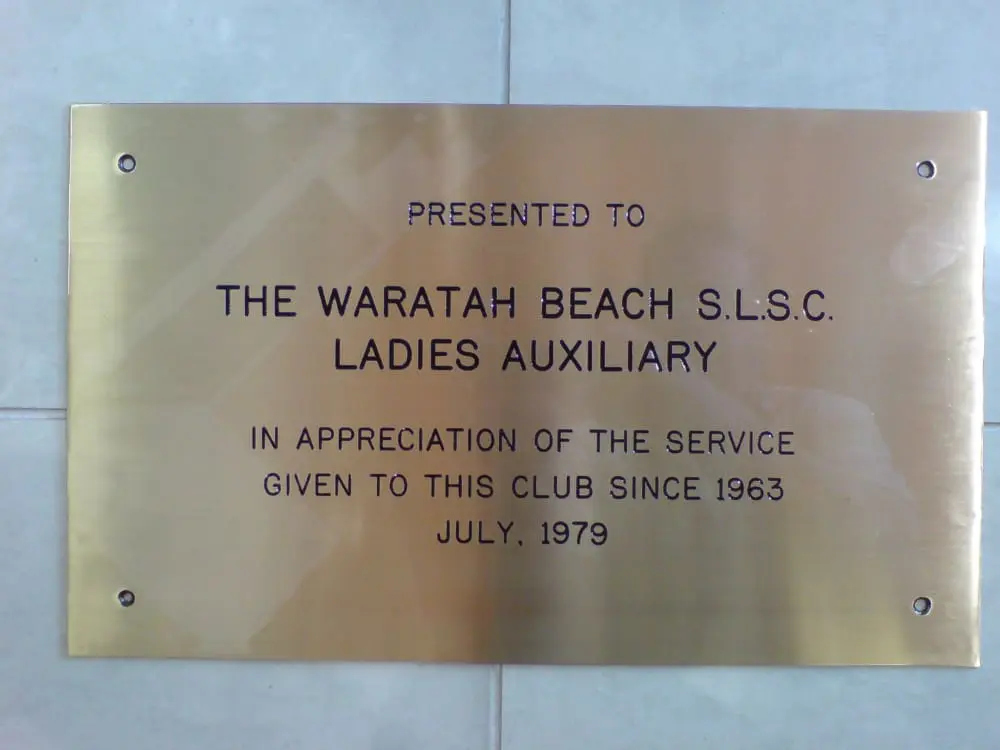 PRESENTED TO
THE WARATAH BEACH S.L.S.C.
LADIES AUXILIARY
IN APPRECIATION OF THE SERVICE
GIVEN TO THIS CLUB SINCE 1963
JULY, 1979